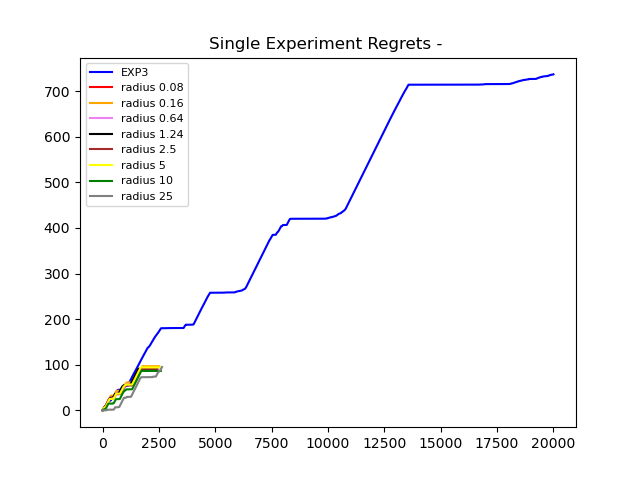 Single Experiment Regrets -
EXP3
radius 0.08
radius 0.16
radius 0.64
radius 1.24
radius 2.5
radius 5
radius 10
radius 25
700
600
500
400
300
200
100
0
0 2500 5000 7500 10000 12500 15000 17500 20000